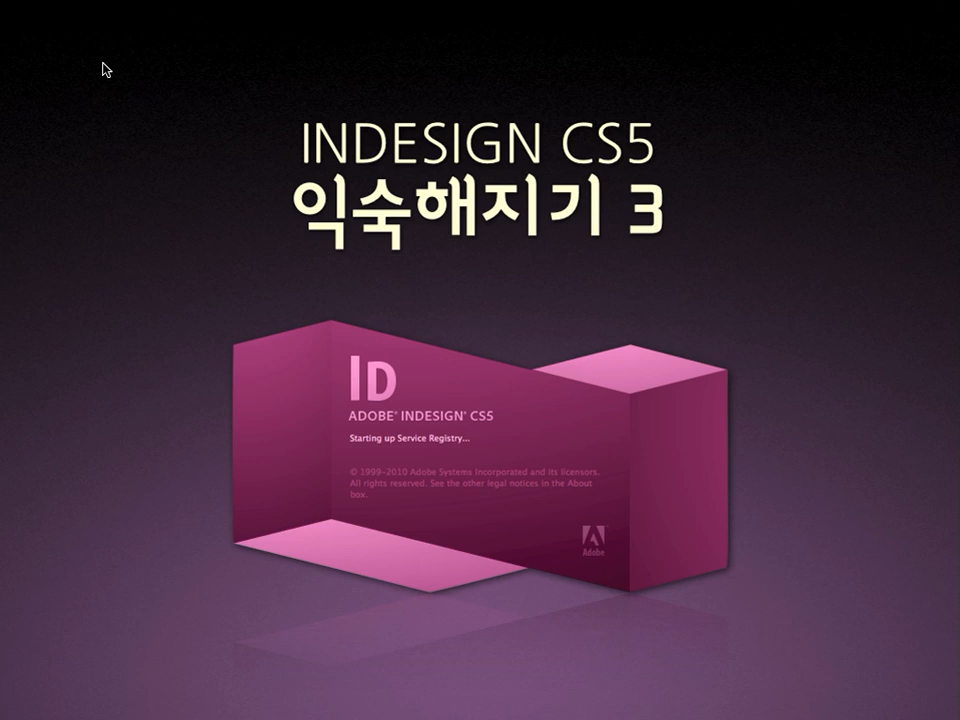 INDESIGN CS5
익숙해지기 3
ID
ADOBE® INDESIGN® CS5
Starting up Service Registry...
© 1999–2010 Adobe Systems Incorporated and its licensors.
All rights reserved. See the other legal notices in the About
box.
Adobe